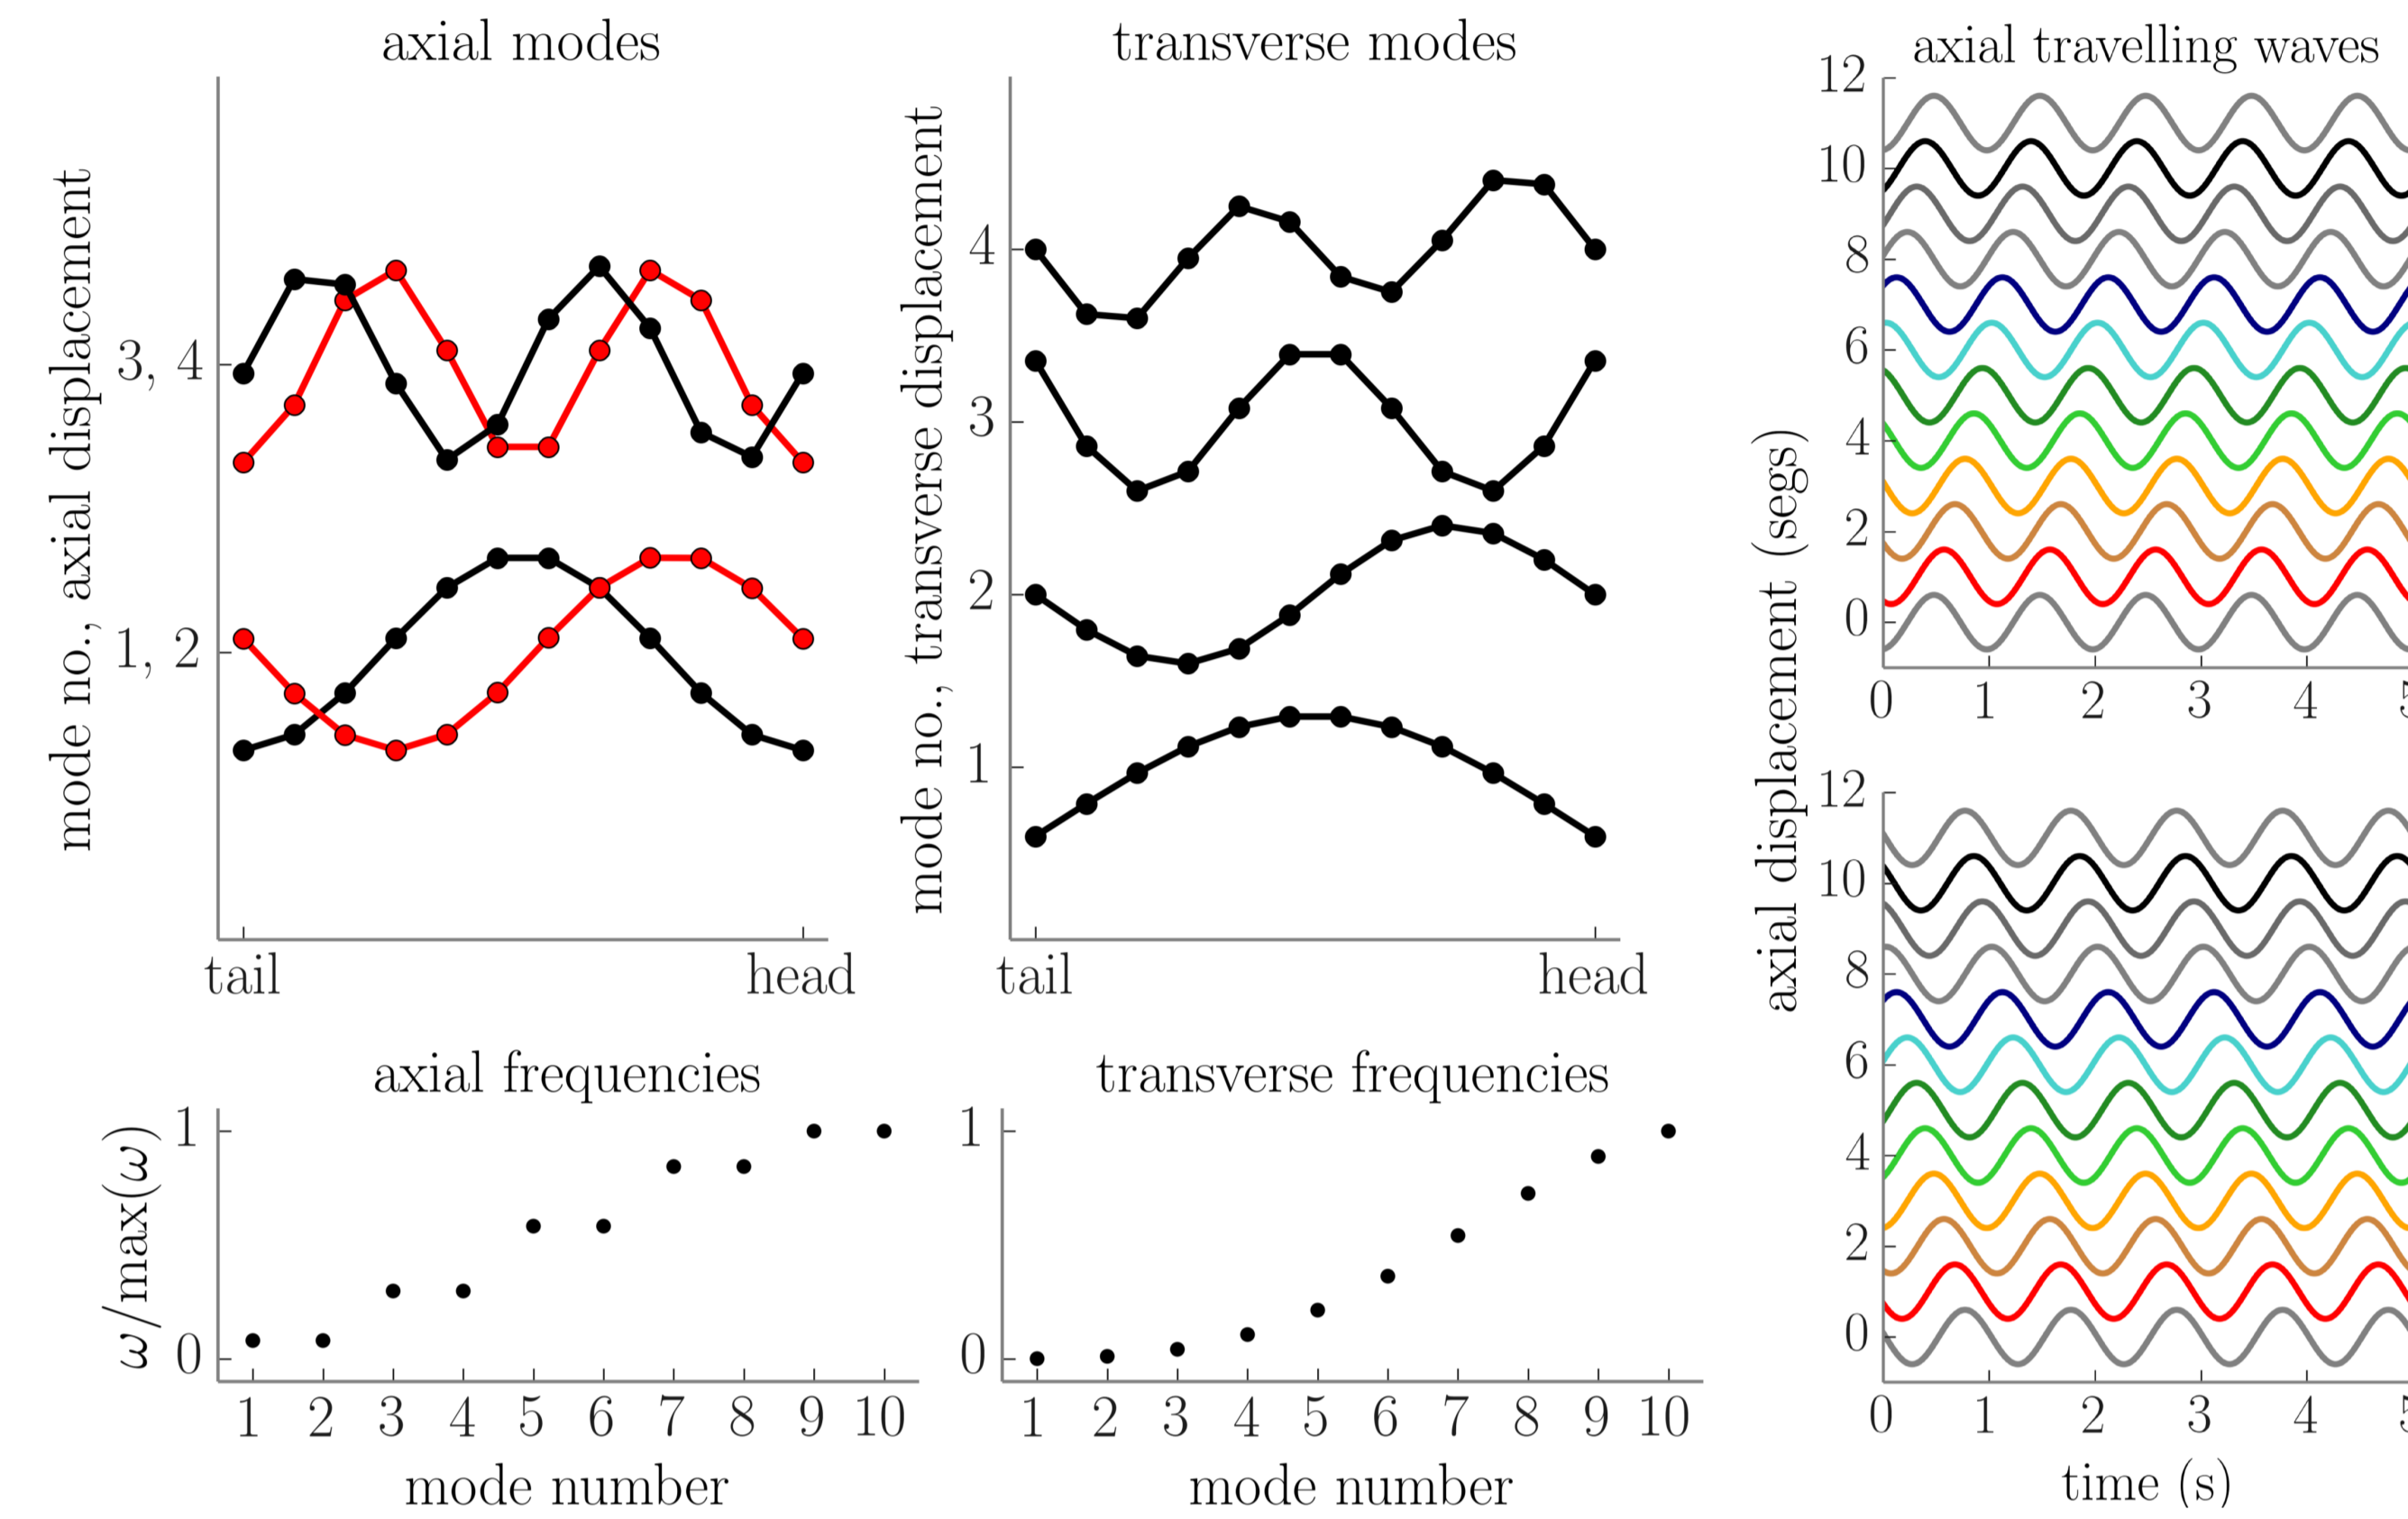 axial modes
mode no., axial displacement
3, 4
1, 2
tail head
transverse modes
mode no., transverse displacement
4
3
2
1
tail head
axial frequencies
ω/max(ω)
1
0
1 2 3 4 5 6 7 8 9 10
mode number
transverse frequencies
1
0
1 2 3 4 5 6 7 8 9 10
mode number
axial travelling waves
axial displacement (segs)
12
10
8
6
4
2
0
0 1 2 3 4
12
10
8
6
4
2
0
0 1 2 3 4
time (s)